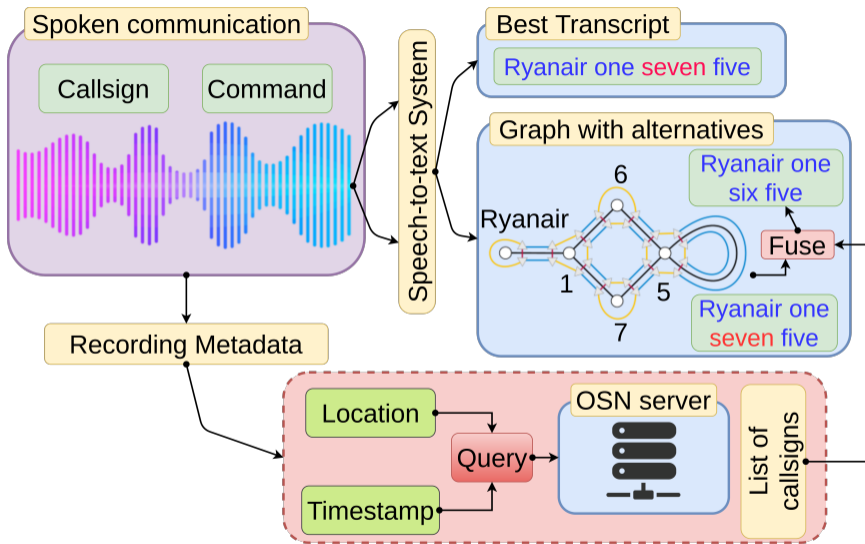 Spoken communication
Callsign
Command
Speech-to-text System
Best Transcript
Ryanair one seven five
Graph with alternatives
Ryanair
1
6
7
5
Ryanair one
six five
Fuse
Ryanair one
seven five
Recording Metadata
Location
Timestamp
Query
OSN server
List of
callsigns